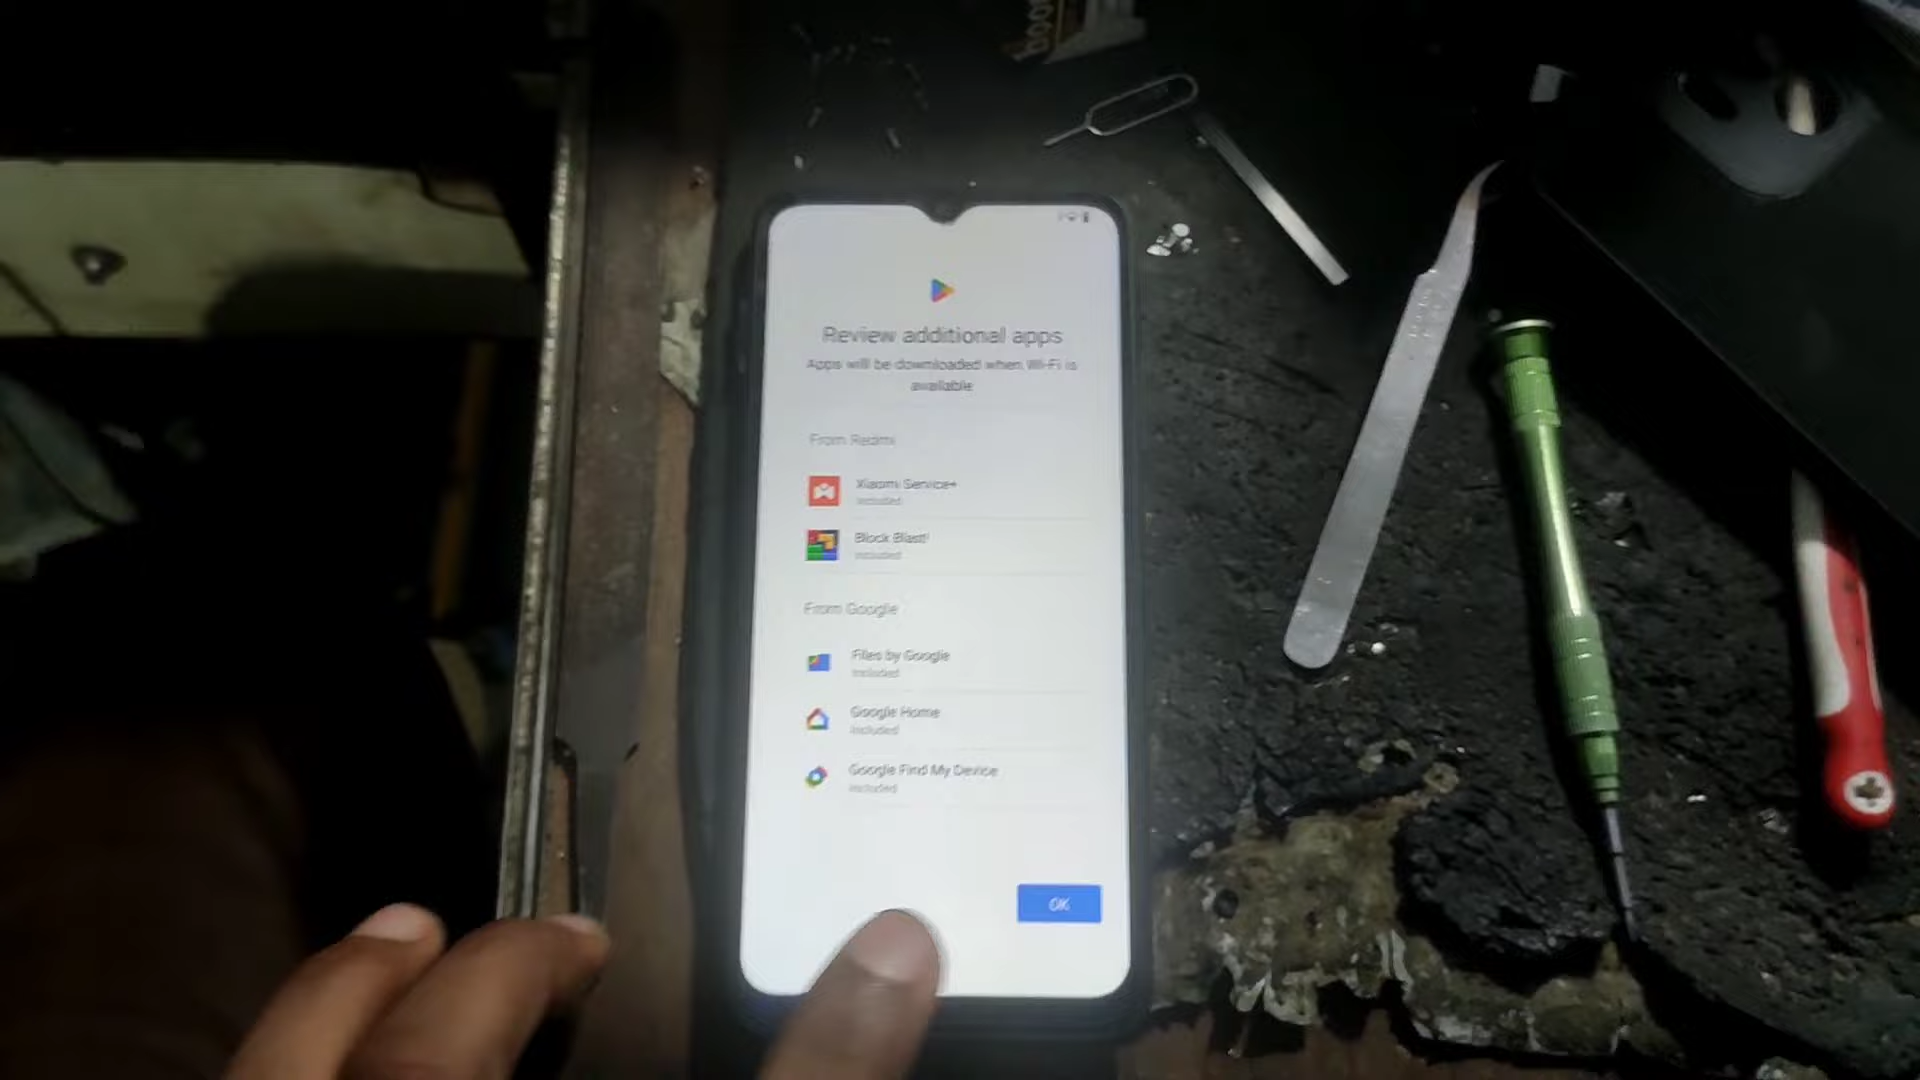 Review additional apps
Apps will be downloaded when Wi-Fi is
available
From Redmi
Xiaomi Service+
Included
Block Blast!
Included
From Google
Files by Google
Included
Google Home
Included
Google Find My Device
Included
OK